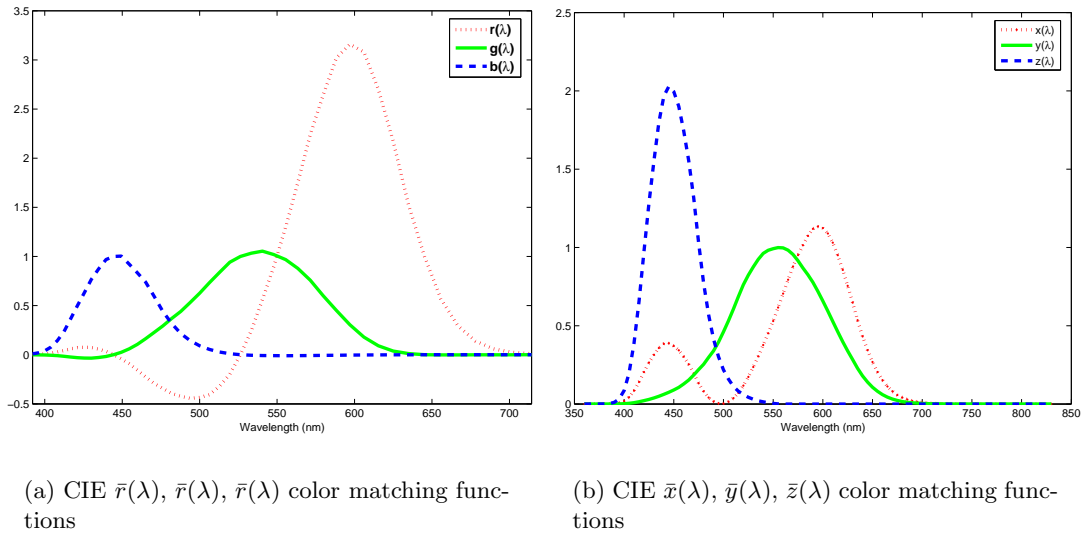 3.5
3
2.5
2
1.5
1
0.5
0
−0.5
400 450 500 550 600 650 700
Wavelength (nm)
r(λ)
g(λ)
b(λ)
2.5
2
1.5
1
0.5
0
350 400 450 500 550 600 650 700 750 800 850
Wavelength (nm)
x(λ)
y(λ)
z(λ)
(a) CIE r̄(λ), r̄(λ), r̄(λ) color matching func-
tions
(b) CIE x̄(λ), ȳ(λ), z̄(λ) color matching func-
tions